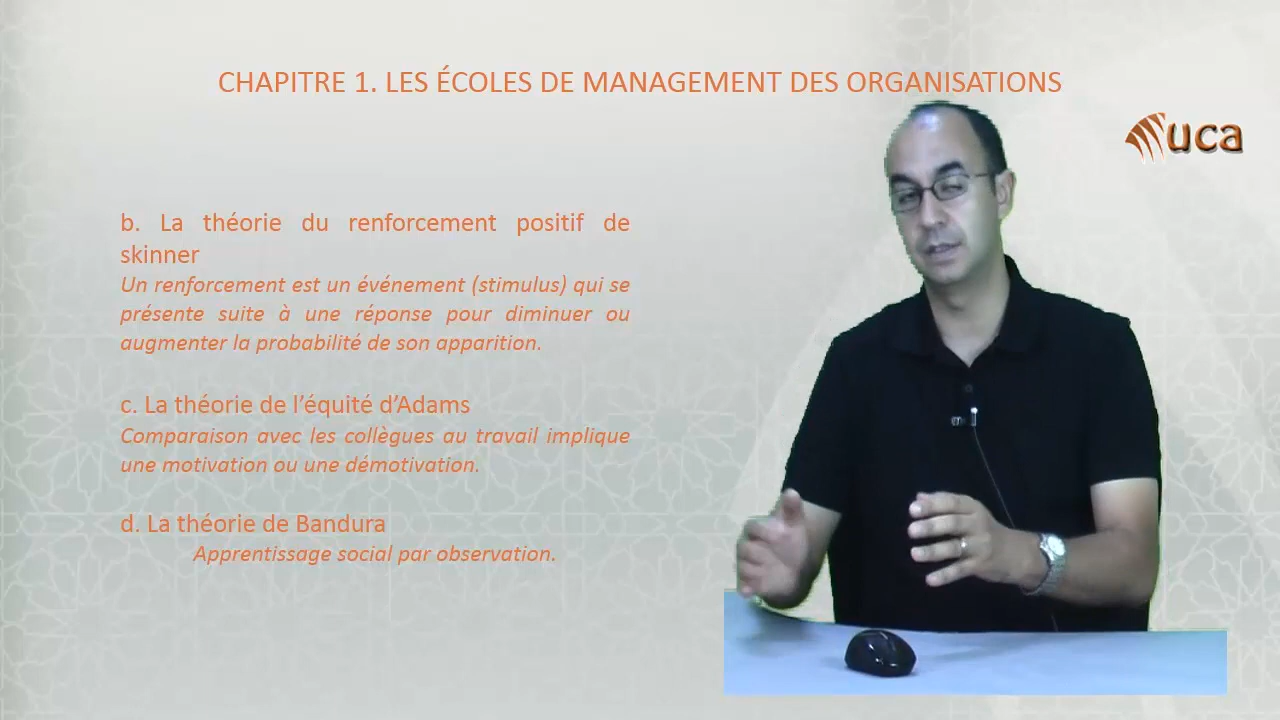 CHAPITRE 1. LES ÉCOLES DE MANAGEMENT DES ORGANISATIONS
uca
b. La théorie du renforcement positif de
skinner
Un renforcement est un événement (stimulus) qui se
présente suite à une réponse pour diminuer ou
augmenter la probabilité de son apparition.
c. La théorie de l’équité d’Adams
Comparaison avec les collègues au travail implique
une motivation ou une démotivation.
d. La théorie de Bandura
Apprentissage social par observation.